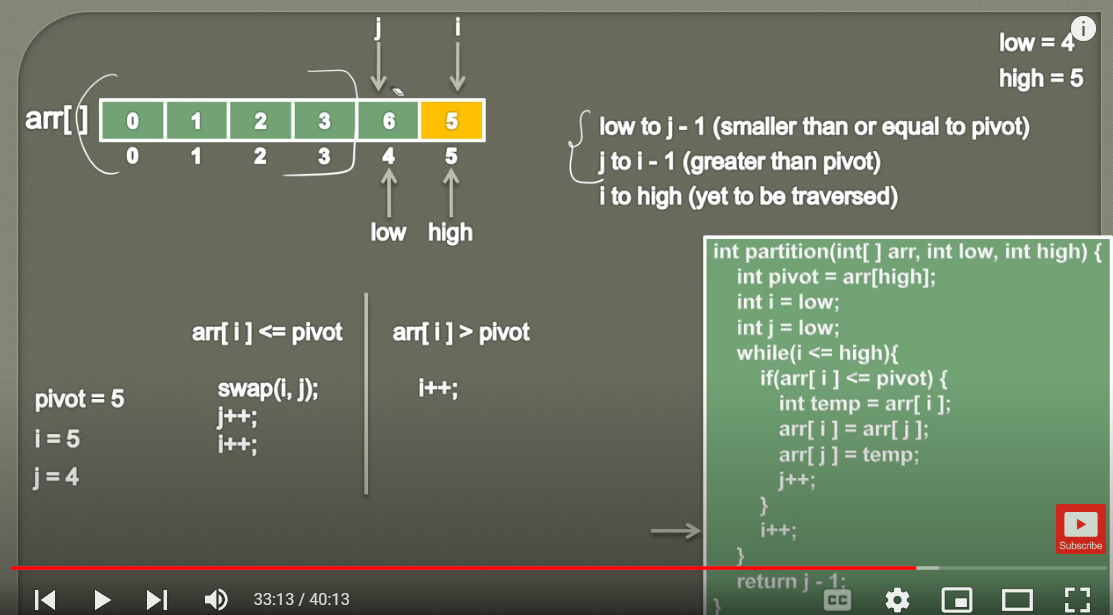 j i
low = 4
high = 5
arr[ ] 0 1 2 3 6 5
0 1 2 3 4 5
low high
low to j - 1 (smaller than or equal to pivot)
j to i - 1 (greater than pivot)
i to high (yet to be traversed)
arr[ i ] <= pivot arr[ i ] > pivot
swap(i, j); i++;
j++;
i++;
pivot = 5
i = 5
j = 4
int partition(int[ ] arr, int low, int high) {
int pivot = arr[high];
int i = low;
int j = low;
while(i <= high){
if(arr[ i ] <= pivot) {
int temp = arr[ i ];
arr[ i ] = arr[ j ];
arr[ j ] = temp;
j++;
}
i++;
}
return j - 1;
}
Subscribe
33:13 / 40:13
CC